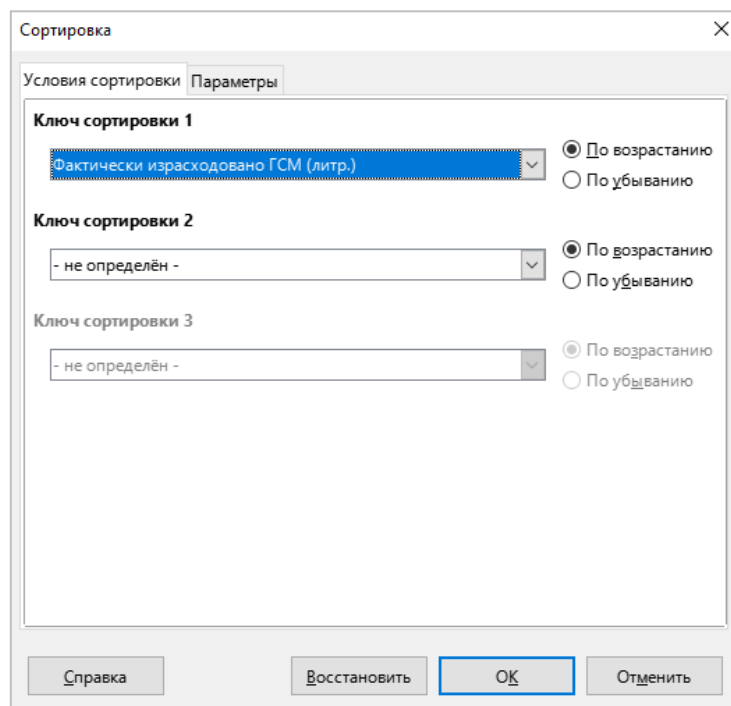 Сортировка
Условия сортировки Параметры
Ключ сортировки 1
Фактически израсходовано ГСМ (литр.)
По возрастанию
По убыванию
Ключ сортировки 2
- не определён -
По возрастанию
По убыванию
Ключ сортировки 3
- не определён -
По возрастанию
По убыванию
Справка Восстановить ОК Отменить